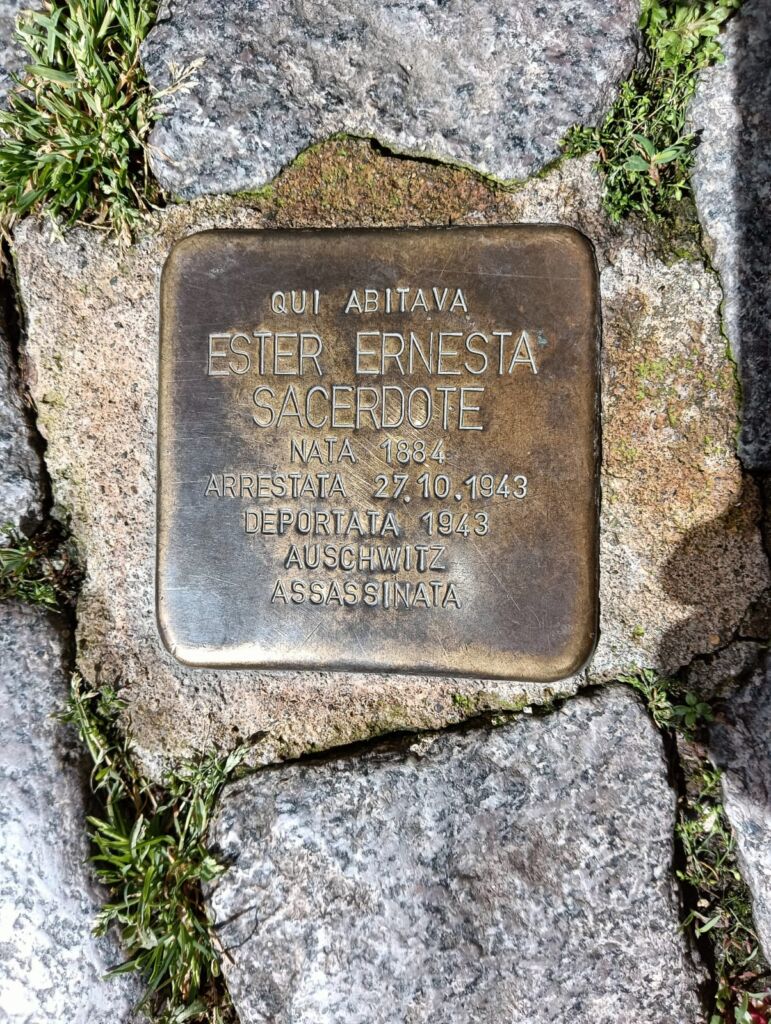 QUI ABITAVA
ESTER ERNESTA
SACERDOTE
NATA 1884
ARRESTATA 27.10.1943
DEPORTATA 1943
AUSCHWITZ
ASSASSINATA